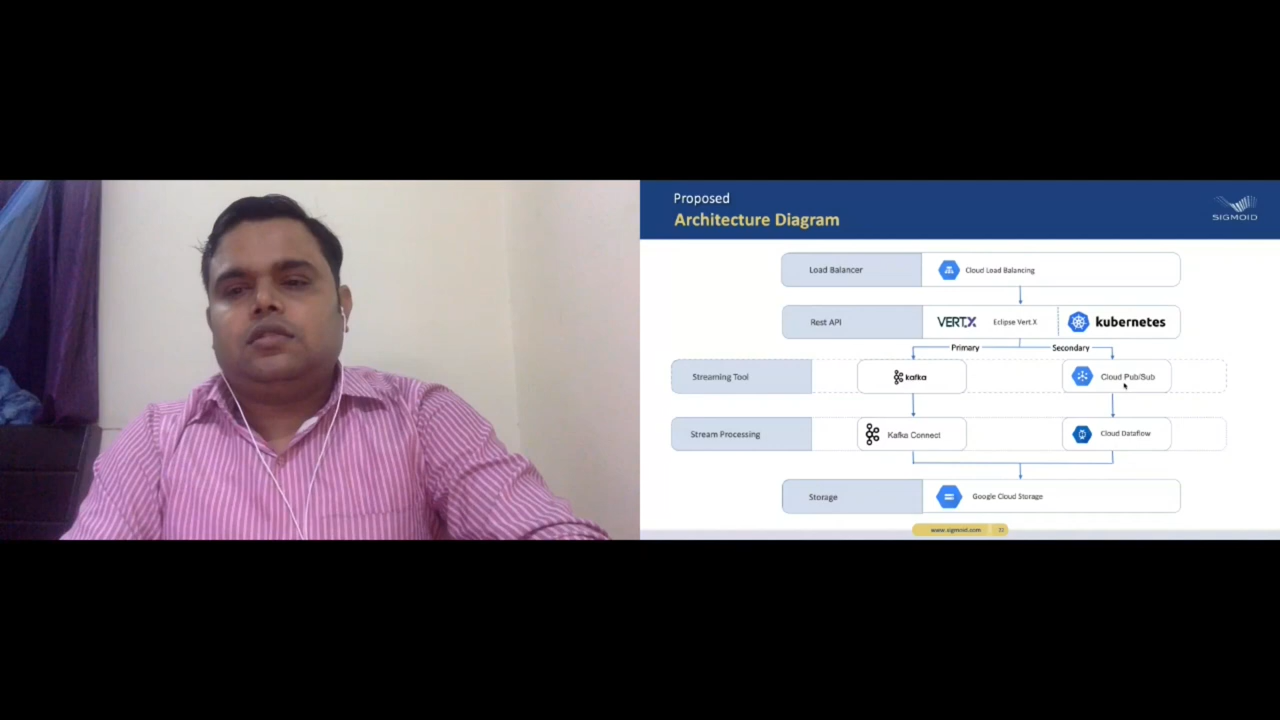 Proposed
Architecture Diagram
SIGMOID
Load Balancer
Cloud Load Balancing
Rest API
VERT.X
Eclipse Vert.X
kubernetes
Primary
Secondary
Streaming Tool
kafka
Cloud Pub/Sub
Stream Processing
Kafka Connect
Cloud Dataflow
Storage
Google Cloud Storage
www.sigmoid.com